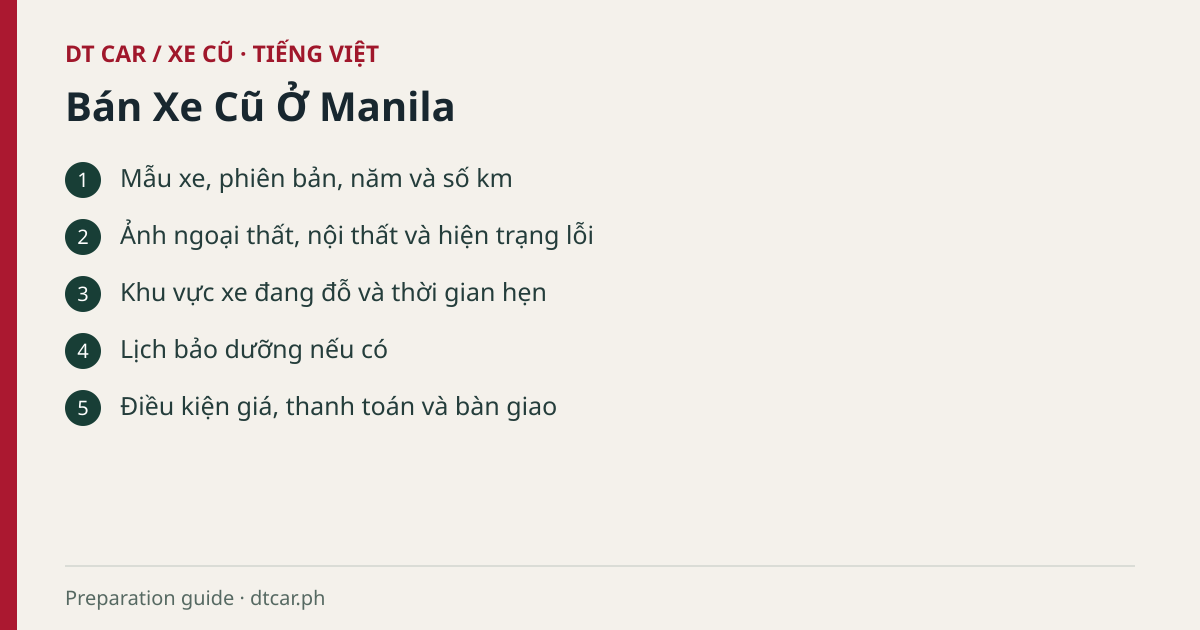 DT CAR / XE CŨ · TIẾNG VIỆT
Bán Xe Cũ Ở Manila
1 Mẫu xe, phiên bản, năm và số km
2 Ảnh ngoại thất, nội thất và hiện trạng lỗi
3 Khu vực xe đang đỗ và thời gian hẹn
4 Lịch bảo dưỡng nếu có
5 Điều kiện giá, thanh toán và bàn giao
Preparation guide · dtcar.ph